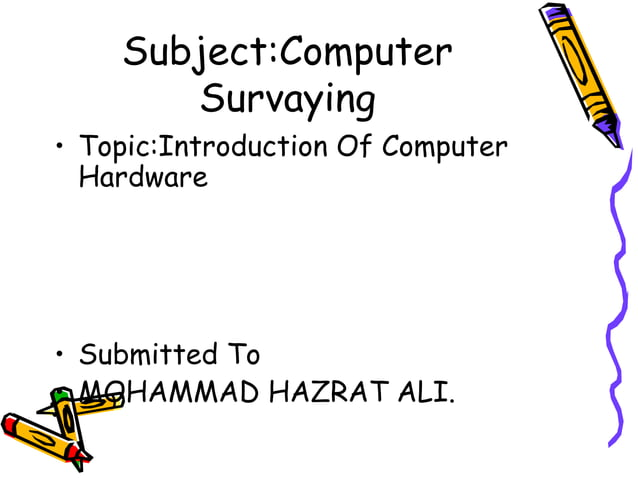 Subject:Computer
Survaying
• Topic:Introduction Of Computer
Hardware
• Submitted To
MOHAMMAD HAZRAT ALI.